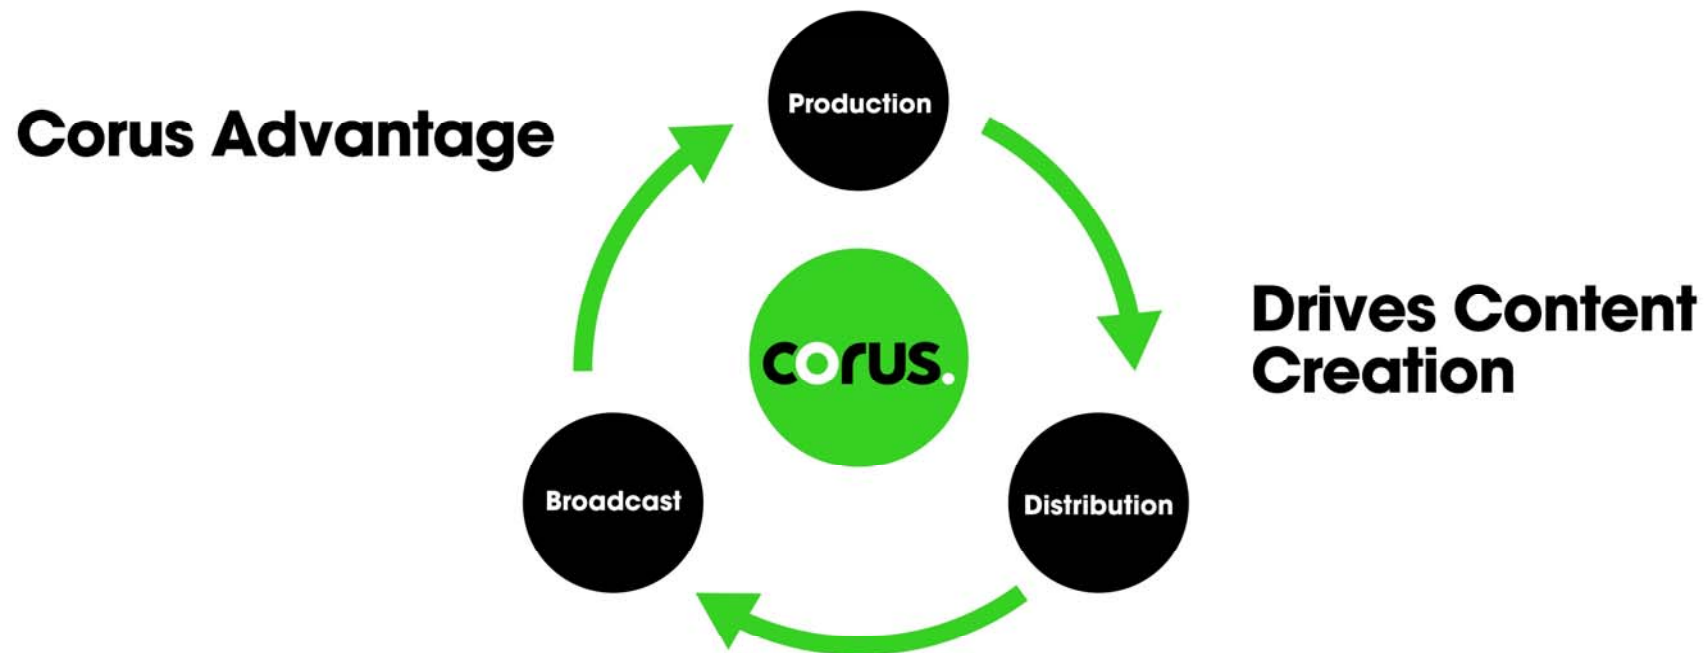 Production
Corus Advantage
Drives Content
Creation
corus.
Broadcast
Distribution